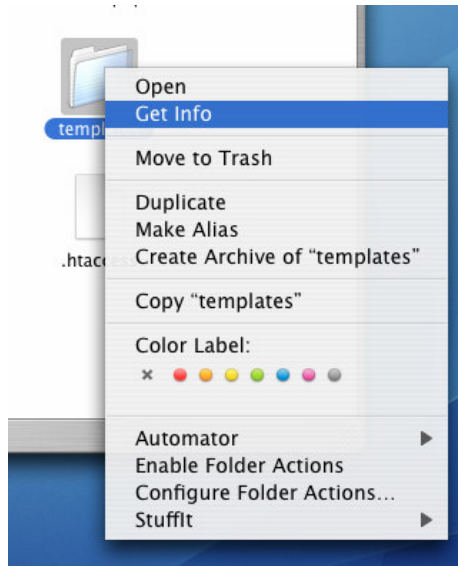 Open
Get Info
Move to Trash
Duplicate
Make Alias
Create Archive of “templates”
Copy “templates”
Color Label:
Automator
Enable Folder Actions
Configure Folder Actions...
StuffIt